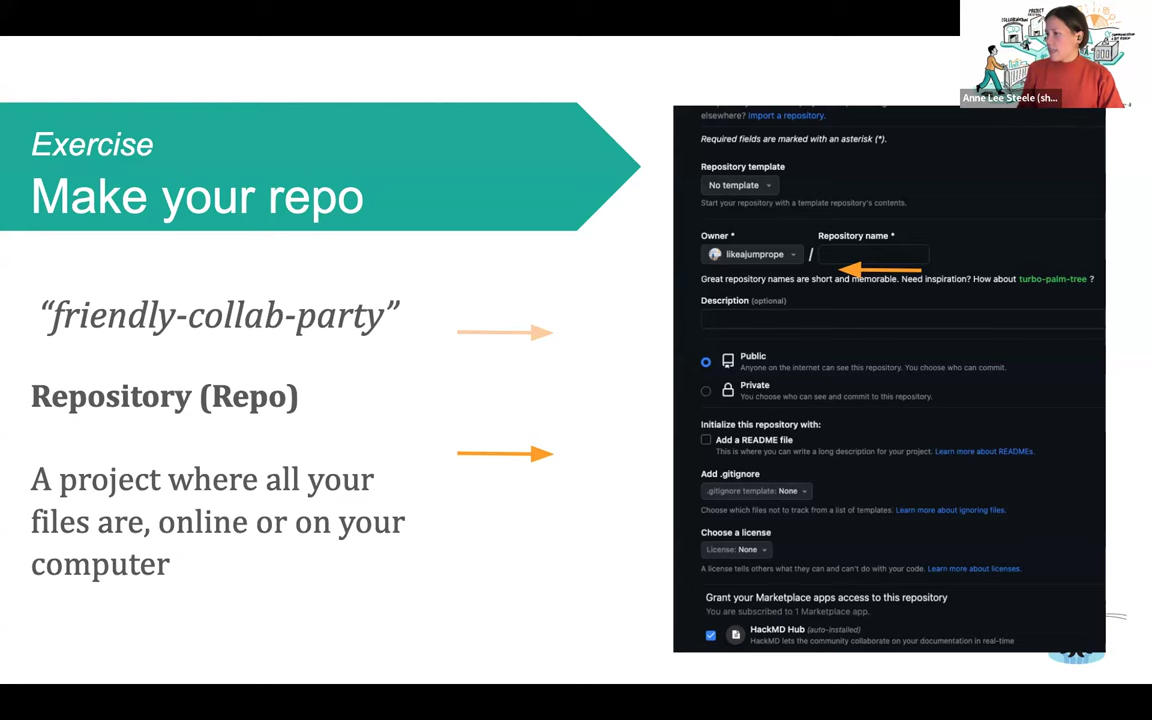 Exercise
Make your repo
“friendly-collab-party”
Repository (Repo)
A project where all your
files are, online or on your
computer
Anne Lee Steele (sh...
elsewhere? Import a repository.
Required fields are marked with an asterisk (*).
Repository template
No template
Start your repository with a template repository's contents.
Owner * Repository name *
likeajumprope /
Great repository names are short and memorable. Need inspiration? How about turbo-palm-tree ?
Description (optional)
Public
Anyone on the internet can see this repository. You choose who can commit.
Private
You choose who can see and commit to this repository.
Initialize this repository with:
Add a README file
This is where you can write a long description for your project. Learn more about READMEs.
Add .gitignore
.gitignore template: None
Choose which files not to track from a list of templates. Learn more about ignoring files.
Choose a license
License: None
A license tells others what they can and can't do with your code. Learn more about licenses.
Grant your Marketplace apps access to this repository
You are subscribed to 1 Marketplace app.
HackMD Hub (auto-installed)
HackMD lets the community collaborate on your documentation in real-time